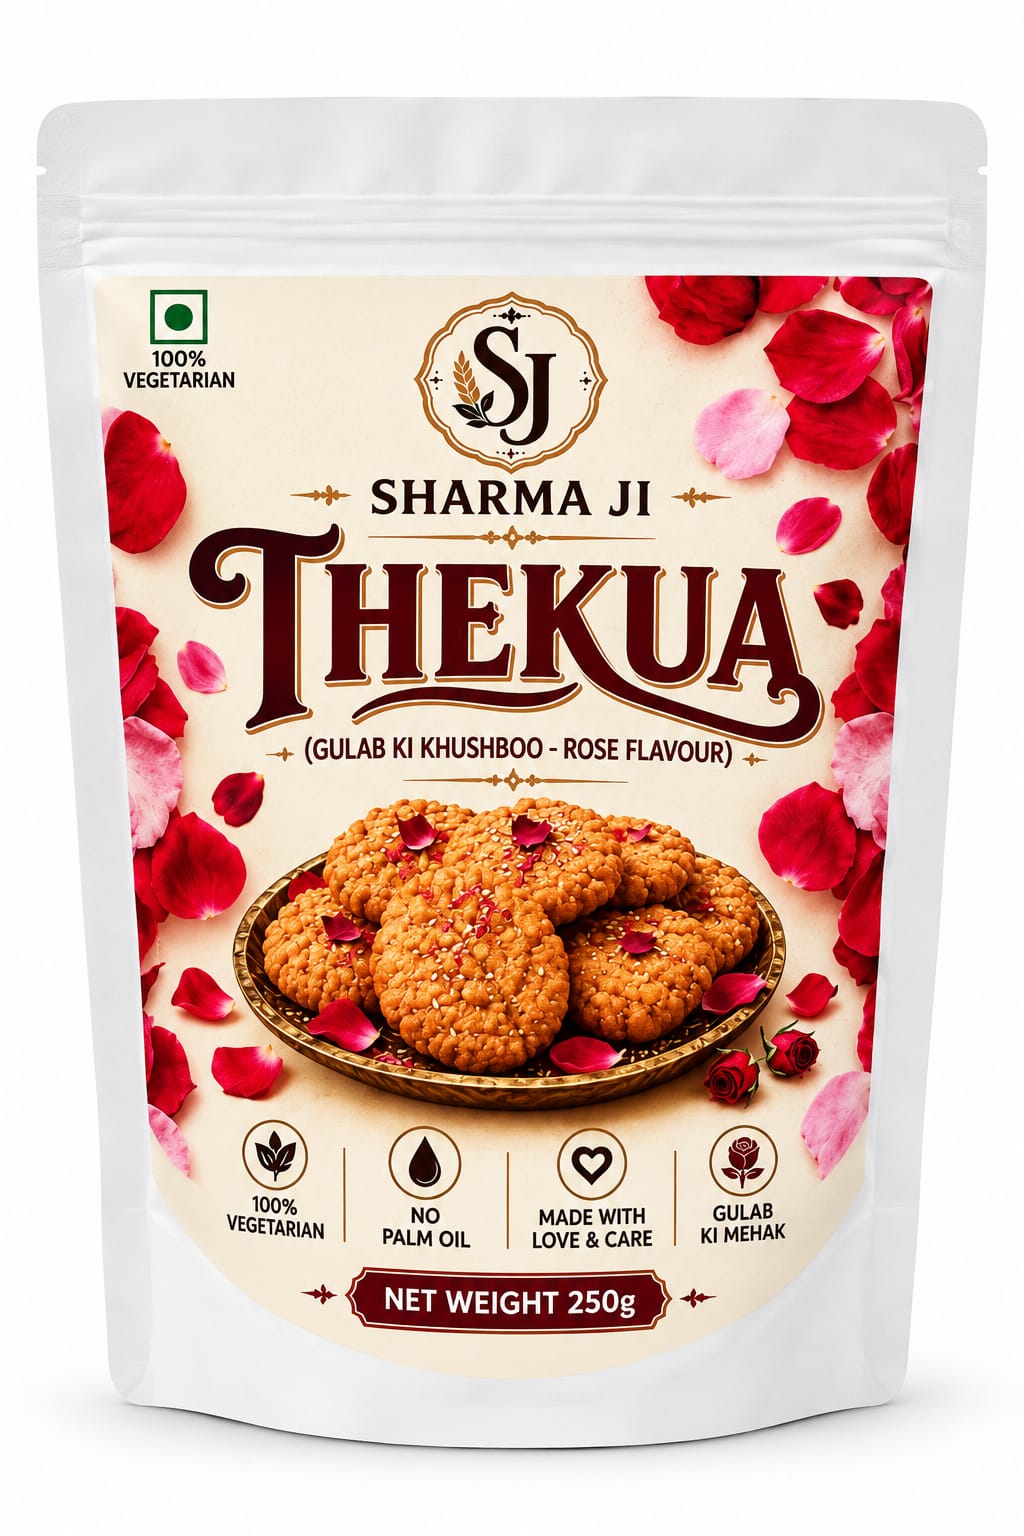 100%
VEGETARIAN
SJ
SHARMA JI
THEKUA
(GULAB KI KHUSHBOO - ROSE FLAVOUR)
100%
VEGETARIAN
NO
PALM OIL
MADE WITH
LOVE & CARE
GULAB
KI MEHAK
NET WEIGHT 250g